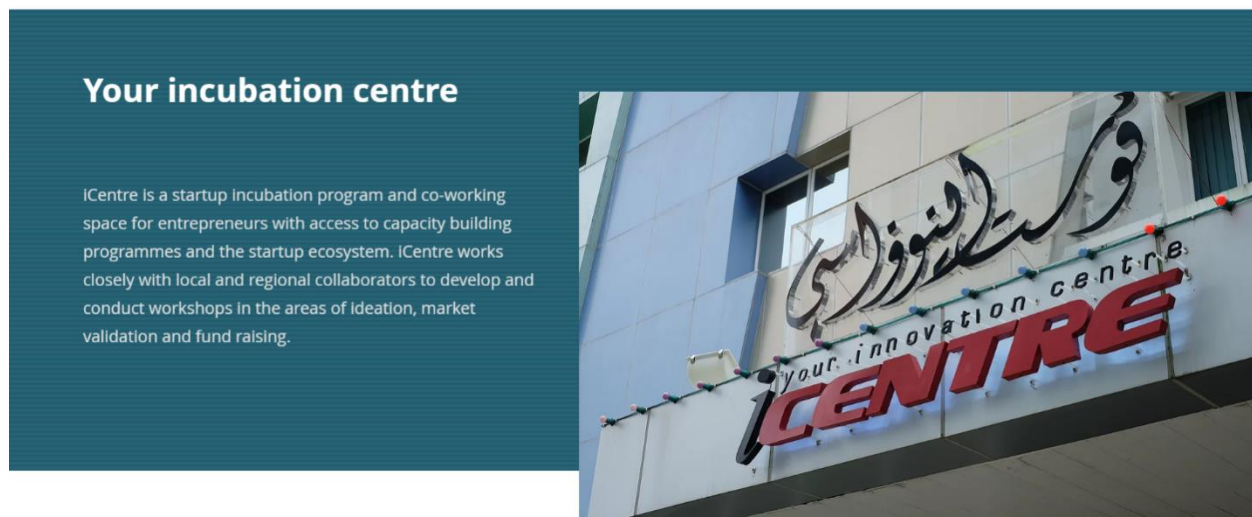 Your incubation centre
iCentre is a startup incubation program and co-working
space for entrepreneurs with access to capacity building
programmes and the startup ecosystem. iCentre works
closely with local and regional collaborators to develop and
conduct workshops in the areas of ideation, market
validation and fund raising.
ڤوست اينوۏاسي
your innovation centre
iCENTRE